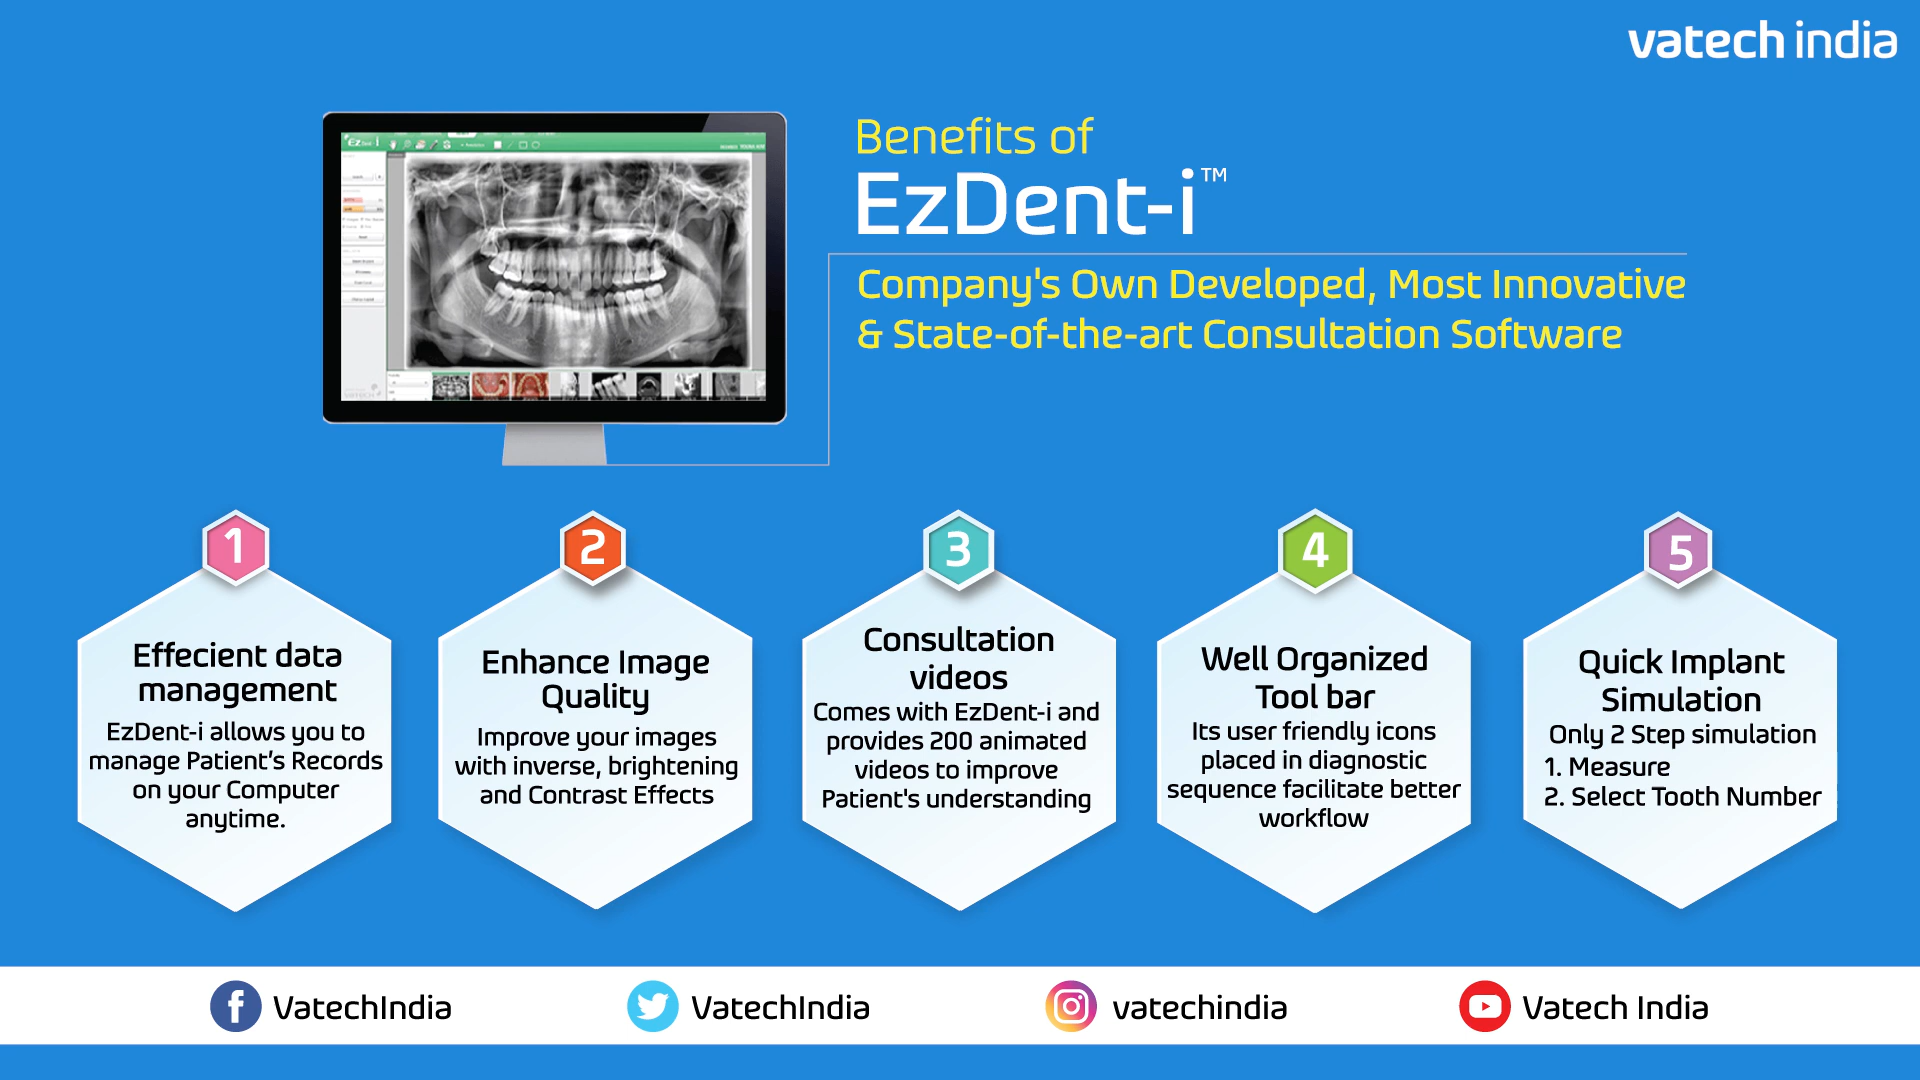 vatech india
Benefits of
EzDent-i™
Company's Own Developed, Most Innovative
& State-of-the-art Consultation Software
1
Effecient data
management
EzDent-i allows you to
manage Patient's Records
on your Computer
anytime.
2
Enhance Image
Quality
Improve your images
with inverse, brightening
and Contrast Effects
3
Consultation
videos
Comes with EzDent-i and
provides 200 animated
videos to improve
Patient's understanding
4
Well Organized
Tool bar
Its user friendly icons
placed in diagnostic
sequence facilitate better
workflow
5
Quick Implant
Simulation
Only 2 Step simulation
1. Measure
2. Select Tooth Number
VatechIndia
VatechIndia
vatechindia
Vatech India